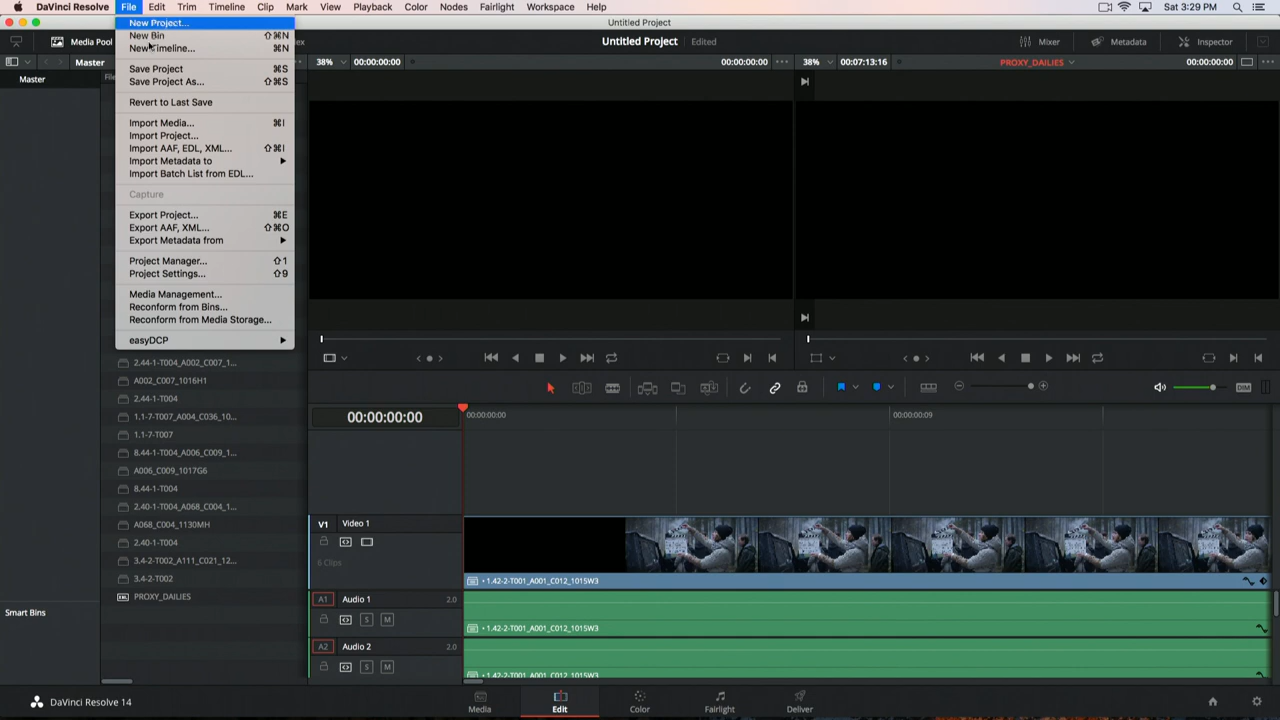 DaVinci Resolve File Edit Trim Timeline Clip Mark View Playback Color Nodes Fairlight Workspace Help Sat 3:29 PM
Untitled Project
Media Pool
Untitled Project Edited
Mixer Metadata Inspector
Master
38% 00:00:00:00 00:00:00:00
38% 00:07:13:16 PROXY_DAILIES 00:00:00:00
Master
New Project...
New Bin ⇧⌘N
New Timeline... ⌘N
Save Project ⌘S
Save Project As... ⇧⌘S
Revert to Last Save
Import Media... ⌘I
Import Project...
Import AAF, EDL, XML... ⇧⌘I
Import Metadata to
Import Batch List from EDL...
Capture
Export Project... ⌘E
Export AAF, XML... ⇧⌘O
Export Metadata from
Project Manager... ⇧1
Project Settings... ⇧9
Media Management...
Reconform from Bins...
Reconform from Media Storage...
easyDCP
2.44-1-T004_A002_C007_1...
A002_C007_1016H1
2.44-1-T004
1.1-7-T007_A004_C036_10...
1.1-7-T007
8.44-1-T004_A006_C009_1...
A006_C009_1017G6
8.44-1-T004
2.40-1-T004_A068_C004_1...
A068_C004_1130MH
2.40-1-T004
3.4-2-T002_A111_C021_12...
3.4-2-T002
XML PROXY_DAILIES
Smart Bins
DIM
00:00:00:00
00:00:00:00 00:00:00:09
V1 Video 1
6 Clips
• 1.42-2-T001_A001_C012_1015W3
A1 Audio 1 2.0
S M
• 1.42-2-T001_A001_C012_1015W3
A2 Audio 2 2.0
S M
• 1.42-2-T001_A001_C012_1015W3
DaVinci Resolve 14
Media Edit Color Fairlight Deliver